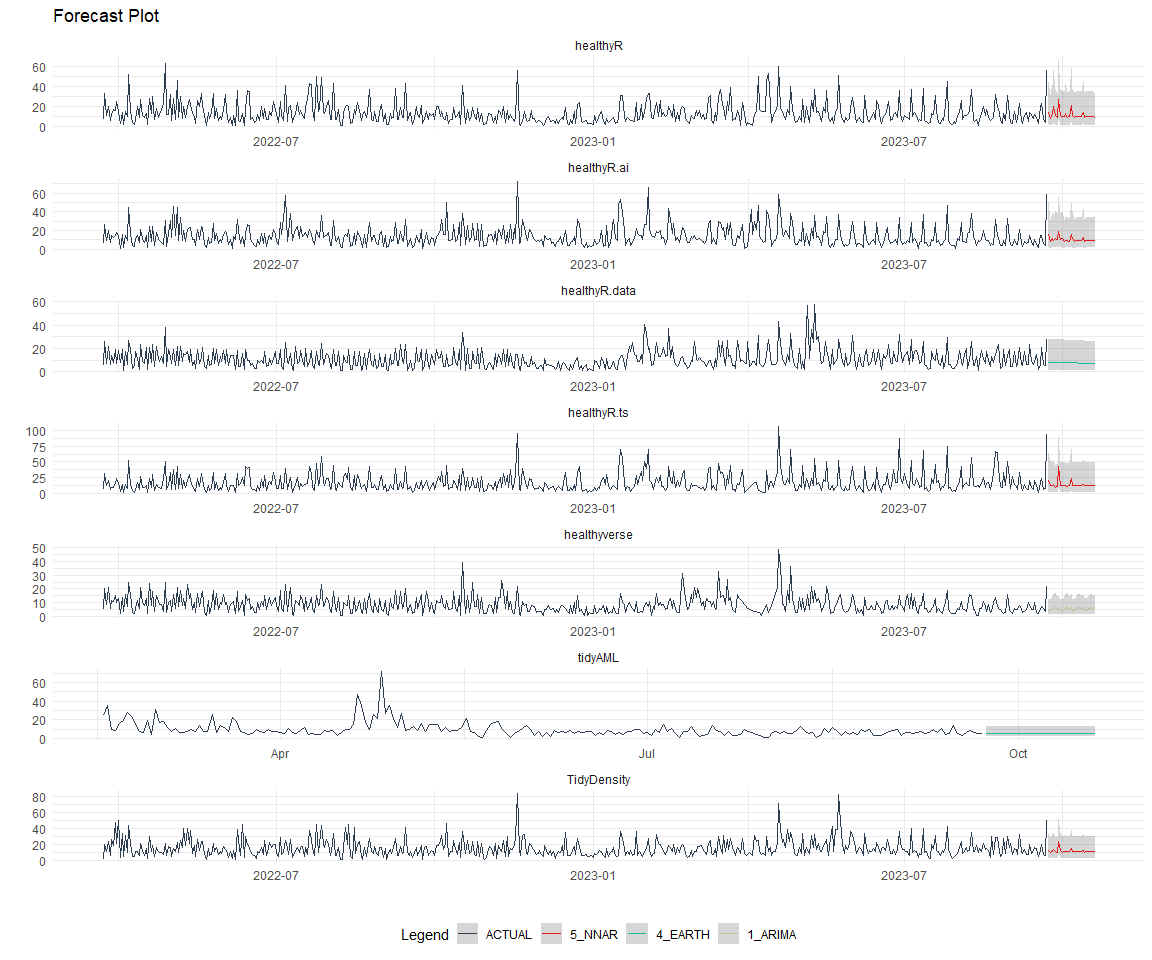 Forecast Plot
healthyR
60
40
20
0
2022-07 2023-01 2023-07
healthyR.ai
60
40
20
0
2022-07 2023-01 2023-07
healthyR.data
60
40
20
0
2022-07 2023-01 2023-07
healthyR.ts
100
75
50
25
0
2022-07 2023-01 2023-07
healthyverse
50
40
30
20
10
0
2022-07 2023-01 2023-07
tidyAML
60
40
20
0
Apr Jul Oct
TidyDensity
80
60
40
20
0
2022-07 2023-01 2023-07
Legend ACTUAL 5_NNAR 4_EARTH 1_ARIMA